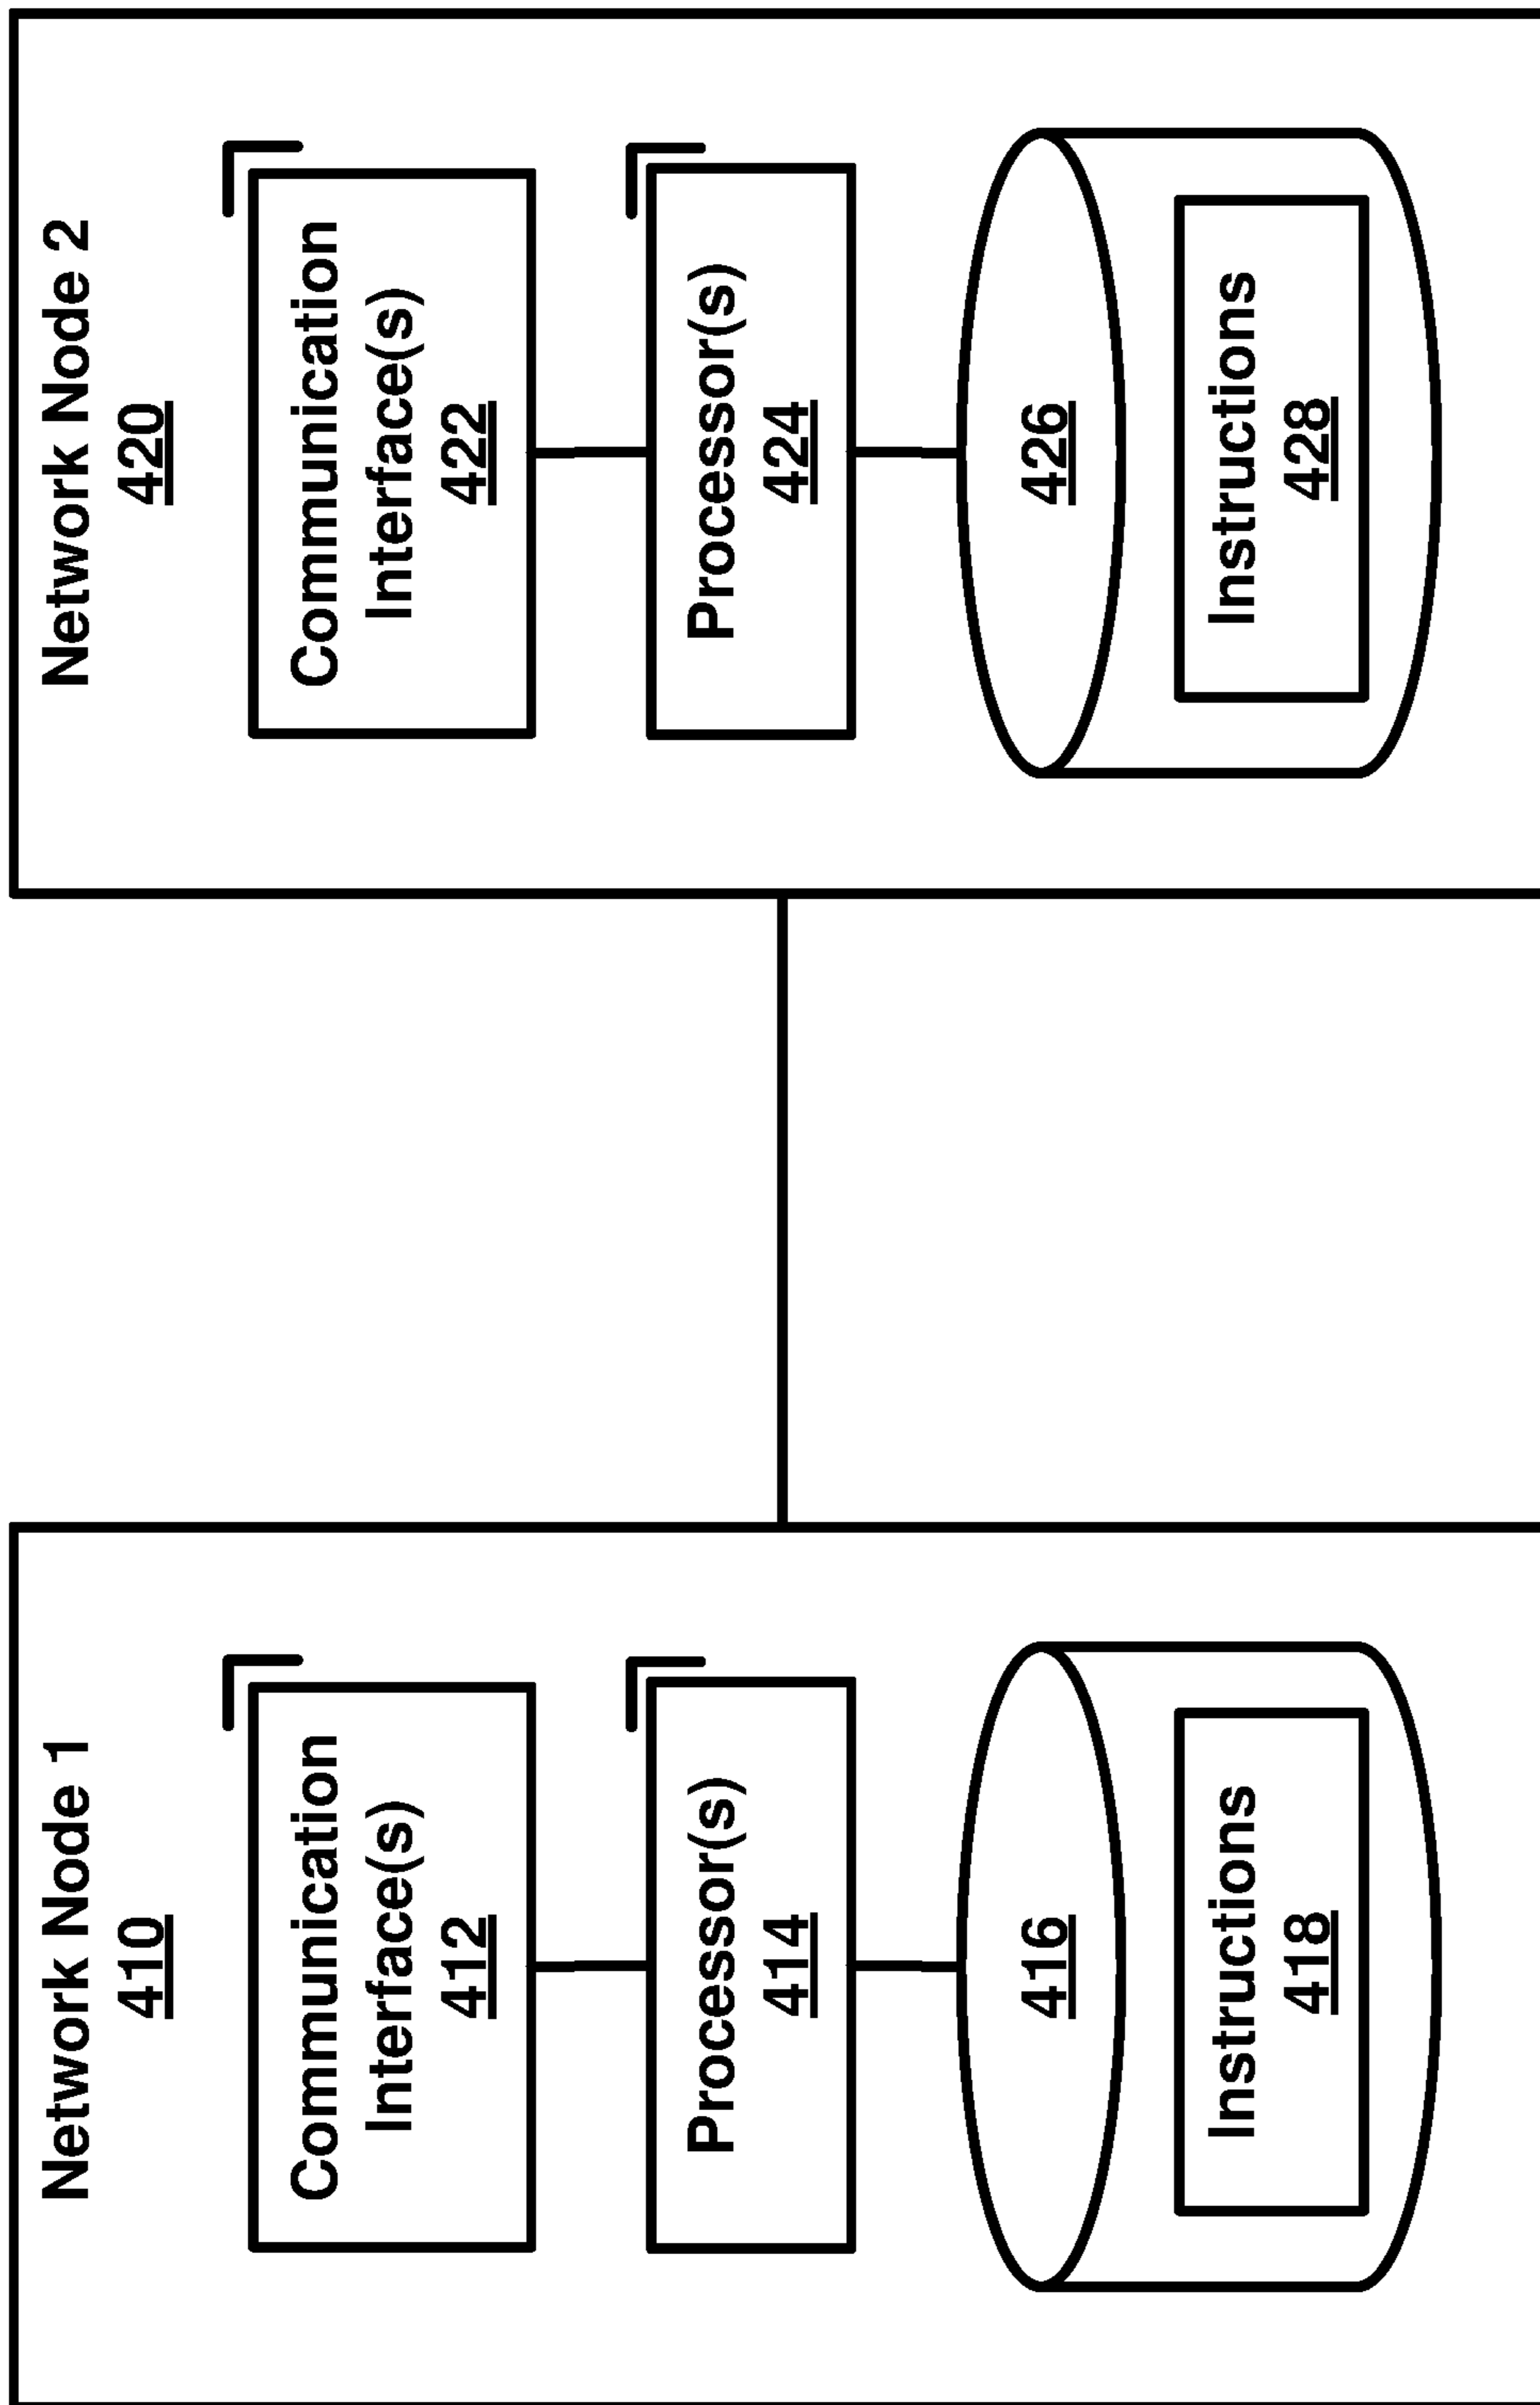 Network Node 1
410
Communication
Interface(s)
412
Processor(s)
414
416
Instructions
418
Network Node 2
420
Communication
Interface(s)
422
Processor(s)
424
426
Instructions
428